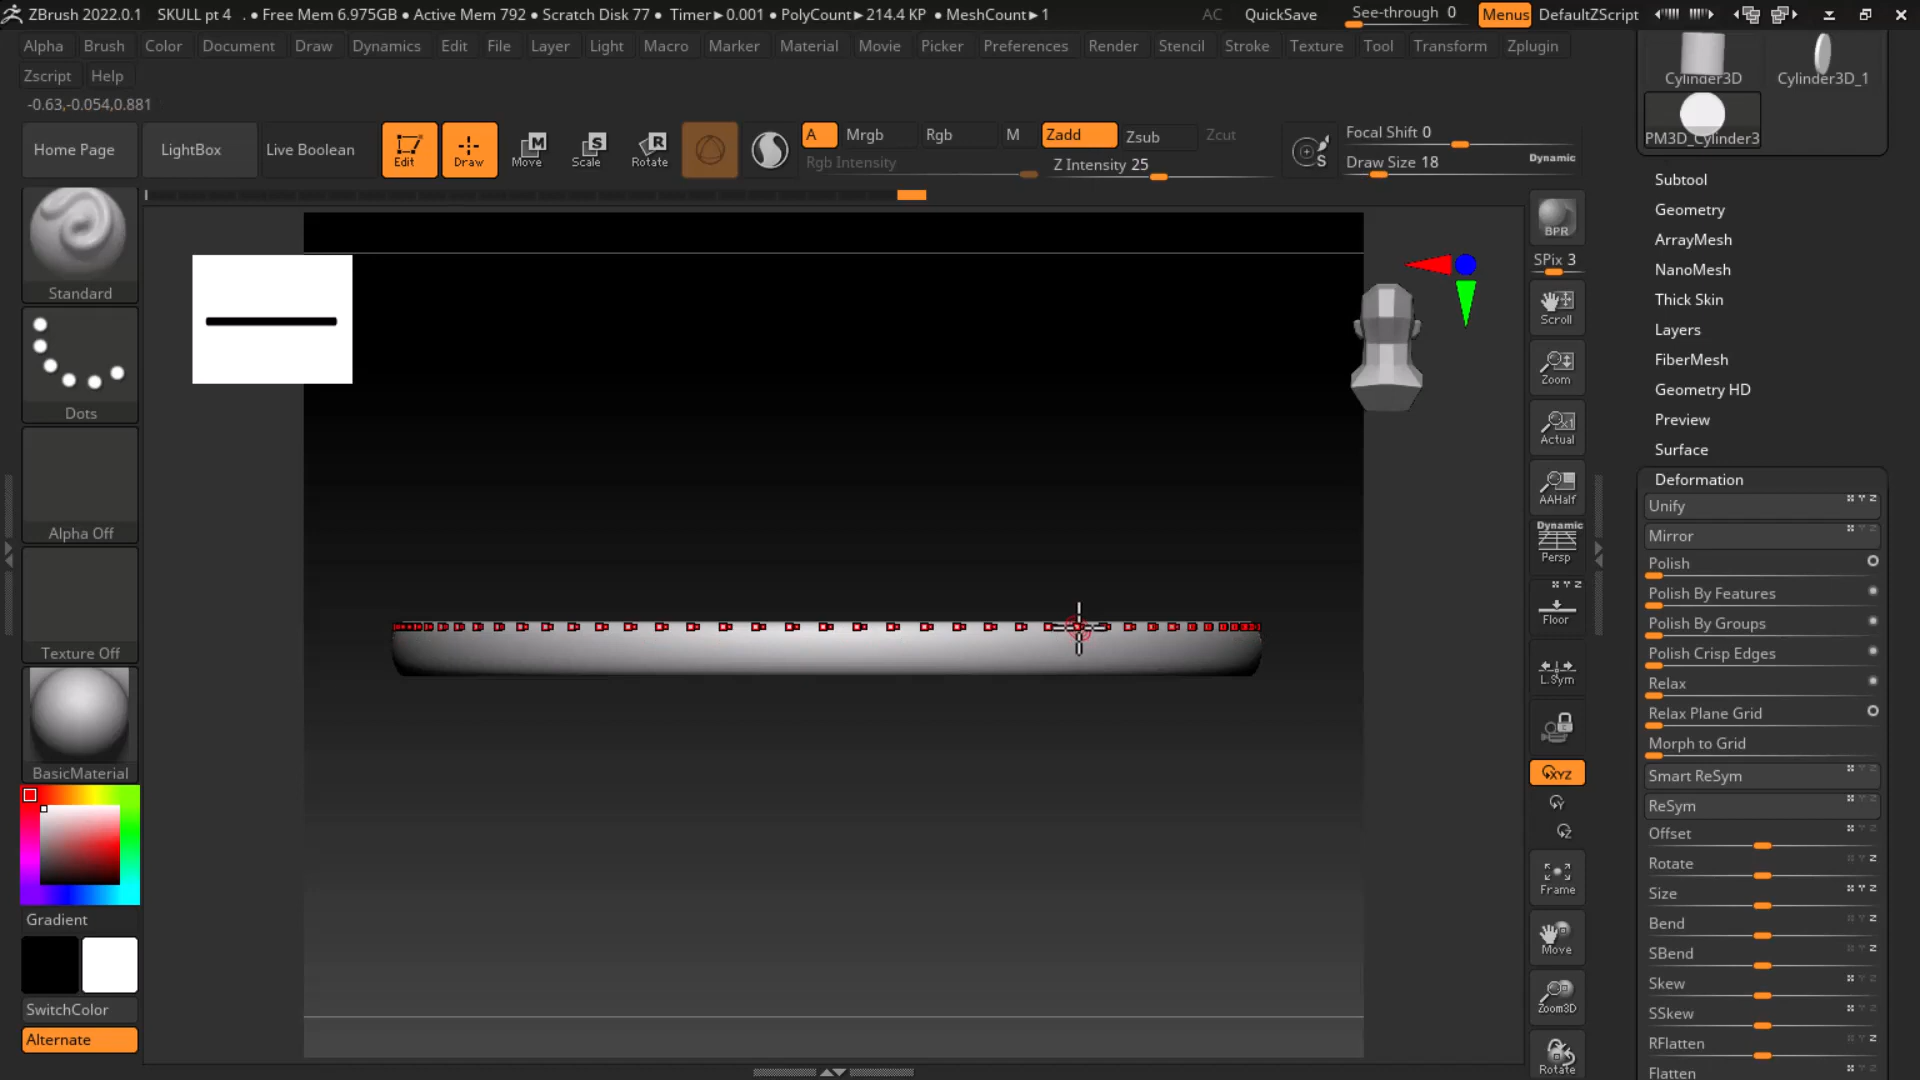 ZBrush 2022.0.1 SKULL pt 4 . • Free Mem 6.975GB • Active Mem 792 • Scratch Disk 77 • Timer►0.001 • PolyCount►214.4 KP • MeshCount►1 AC QuickSave See-through 0 Menus DefaultZScript
Alpha Brush Color Document Draw Dynamics Edit File Layer Light Macro Marker Material Movie Picker Preferences Render Stencil Stroke Texture Tool Transform Zplugin
Zscript Help
-0.63,-0.054,0.881
Home Page LightBox Live Boolean Edit Draw Move Scale Rotate A Mrgb Rgb M Zadd Zsub Zcut Focal Shift 0
Rgb Intensity Z Intensity 25 S Draw Size 18 Dynamic
Cylinder3D Cylinder3D_1
PM3D_Cylinder3
Standard
Dots
Alpha Off
Texture Off
BasicMaterial
Gradient
SwitchColor
Alternate
BPR
SPix 3
Scroll
Zoom
Actual
AAHalf
Dynamic
Persp
Floor
L.Sym
XYZ
Y
Z
Frame
Move
Zoom3D
Rotate
Subtool
Geometry
ArrayMesh
NanoMesh
Thick Skin
Layers
FiberMesh
Geometry HD
Preview
Surface
Deformation
Unify
Mirror
Polish
Polish By Features
Polish By Groups
Polish Crisp Edges
Relax
Relax Plane Grid
Morph to Grid
Smart ReSym
ReSym
Offset
Rotate
Size
Bend
SBend
Skew
SSkew
RFlatten
Flatten